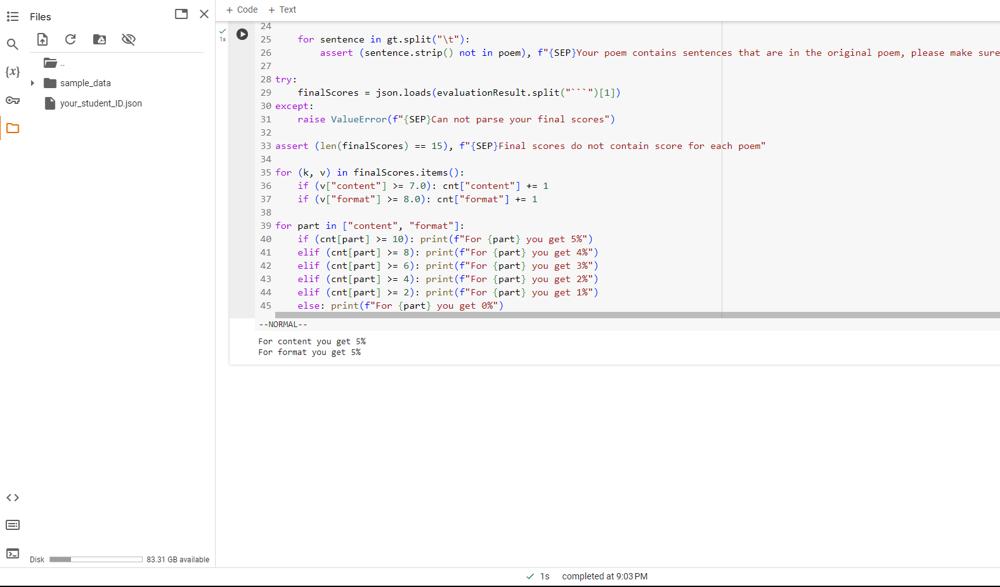 Files
+ Code + Text
1s
..
sample_data
your_student_ID.json
{x}
24
25     for sentence in gt.split("\t"):
26         assert (sentence.strip() not in poem), f"{SEP}Your poem contains sentences that are in the original poem, please make sure
27
28 try:
29     finalScores = json.loads(evaluationResult.split("```")[1])
30 except:
31     raise ValueError(f"{SEP}Can not parse your final scores")
32
33 assert (len(finalScores) == 15), f"{SEP}Final scores do not contain score for each poem"
34
35 for (k, v) in finalScores.items():
36     if (v["content"] >= 7.0): cnt["content"] += 1
37     if (v["format"] >= 8.0): cnt["format"] += 1
38
39 for part in ["content", "format"]:
40     if (cnt[part] >= 10): print(f"For {part} you get 5%")
41     elif (cnt[part] >= 8): print(f"For {part} you get 4%")
42     elif (cnt[part] >= 6): print(f"For {part} you get 3%")
43     elif (cnt[part] >= 4): print(f"For {part} you get 2%")
44     elif (cnt[part] >= 2): print(f"For {part} you get 1%")
45     else: print(f"For {part} you get 0%")
--NORMAL--
For content you get 5%
For format you get 5%
Disk 83.31 GB available
1s completed at 9:03 PM